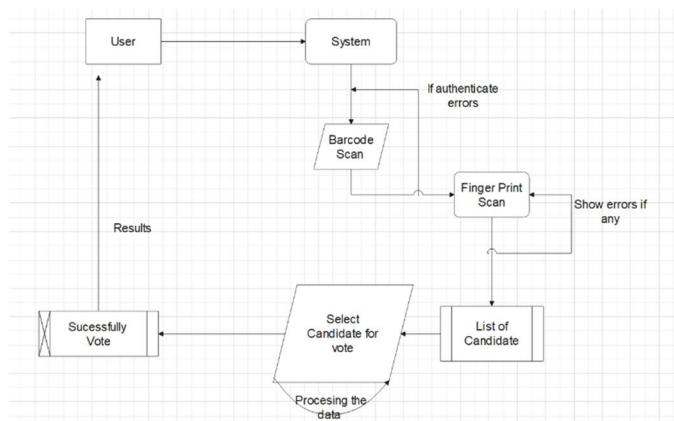 User
System
If authenticate
errors
Barcode
Scan
Finger Print
Scan
Show errors if
any
Results
Sucessfully
Vote
Select
Candidate for
vote
List of
Candidate
Procesing the
data